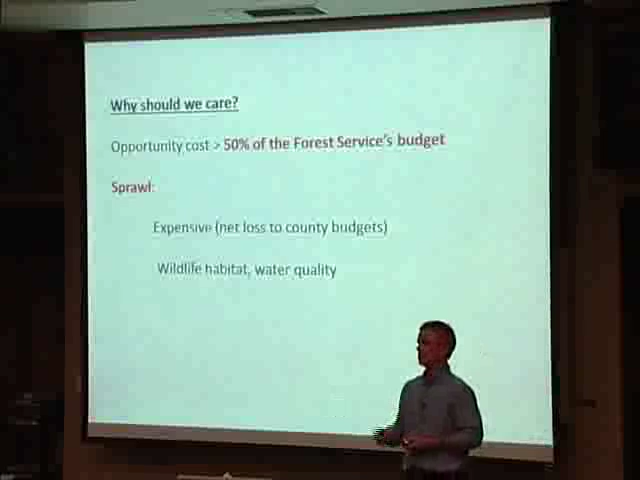 Why should we care?
Opportunity cost > 50% of the Forest Service's budget
Sprawl:
Expensive (net loss to county budgets)
Wildlife habitat, water quality